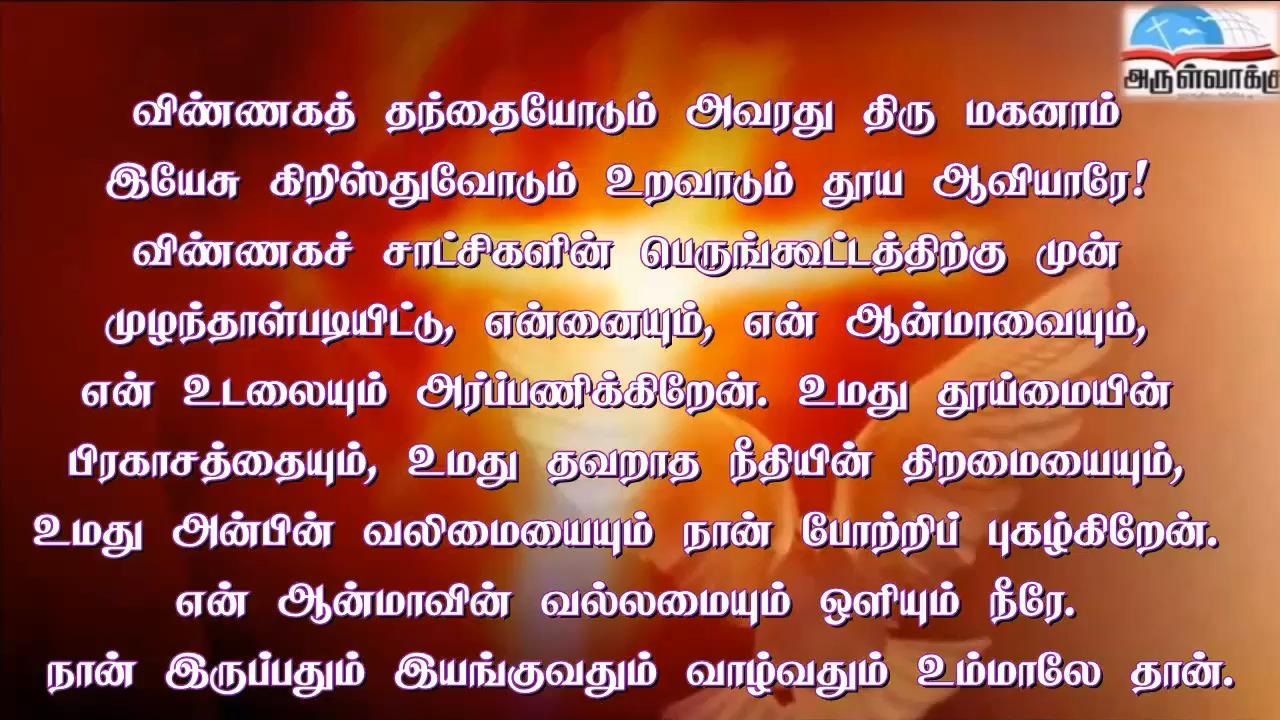 அருள்வாக்கு
விண்ணகத் தந்தையோடும் அவரது திரு மகனாம்
இயேசு கிறிஸ்துவோடும் உறவாடும் தூய ஆவியாரே!
விண்ணகச் சாட்சிகளின் பெருங்கூட்டத்திற்கு முன்
முழந்தாள்படியிட்டு, என்னையும், என் ஆன்மாவையும்,
என் உடலையும் அர்ப்பணிக்கிறேன். உமது தூய்மையின்
பிரகாசத்தையும், உமது தவறாத நீதியின் திறமையையும்,
உமது அன்பின் வலிமையையும் நான் போற்றிப் புகழ்கிறேன்.
என் ஆன்மாவின் வல்லமையும் ஒளியும் நீரே.
நான் இருப்பதும் இயங்குவதும் வாழ்வதும் உம்மாலே தான்.